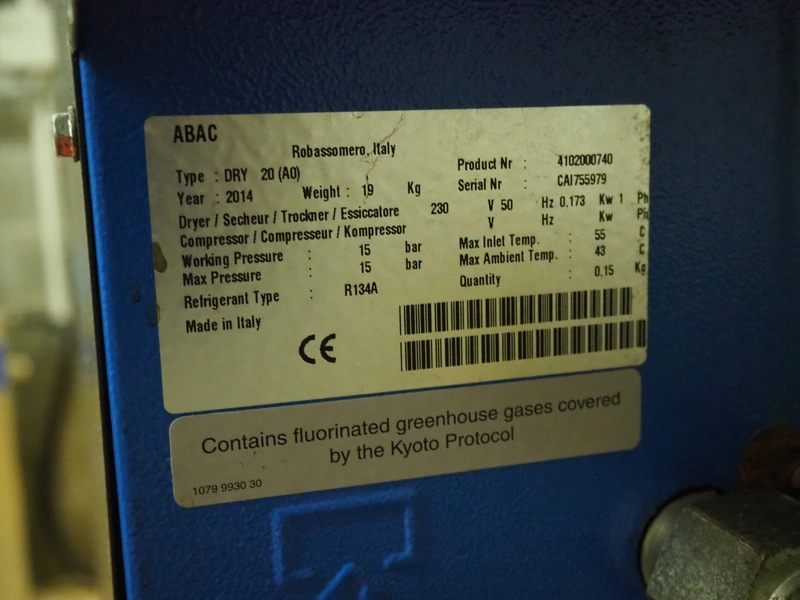 ABAC
Robassomero, Italy
Type : DRY 20 (A0)
Product Nr : 4102000740
Year : 2014 Weight : 19 Kg
Serial Nr : CAI755979
Dryer / Secheur / Trockner / Essiccatore 230 V 50 Hz 0.173 Kw 1 Ph
Compressor / Compresseur / Kompressor V Hz Kw
Working Pressure : 15 bar
Max Inlet Temp. : 55 C
Max Pressure : 15 bar
Max Ambient Temp. : 43 C
Refrigerant Type : R134A
Quantity : 0.15 Kg
Made in Italy
CE
Contains fluorinated greenhouse gases covered
by the Kyoto Protocol
1079 9930 30